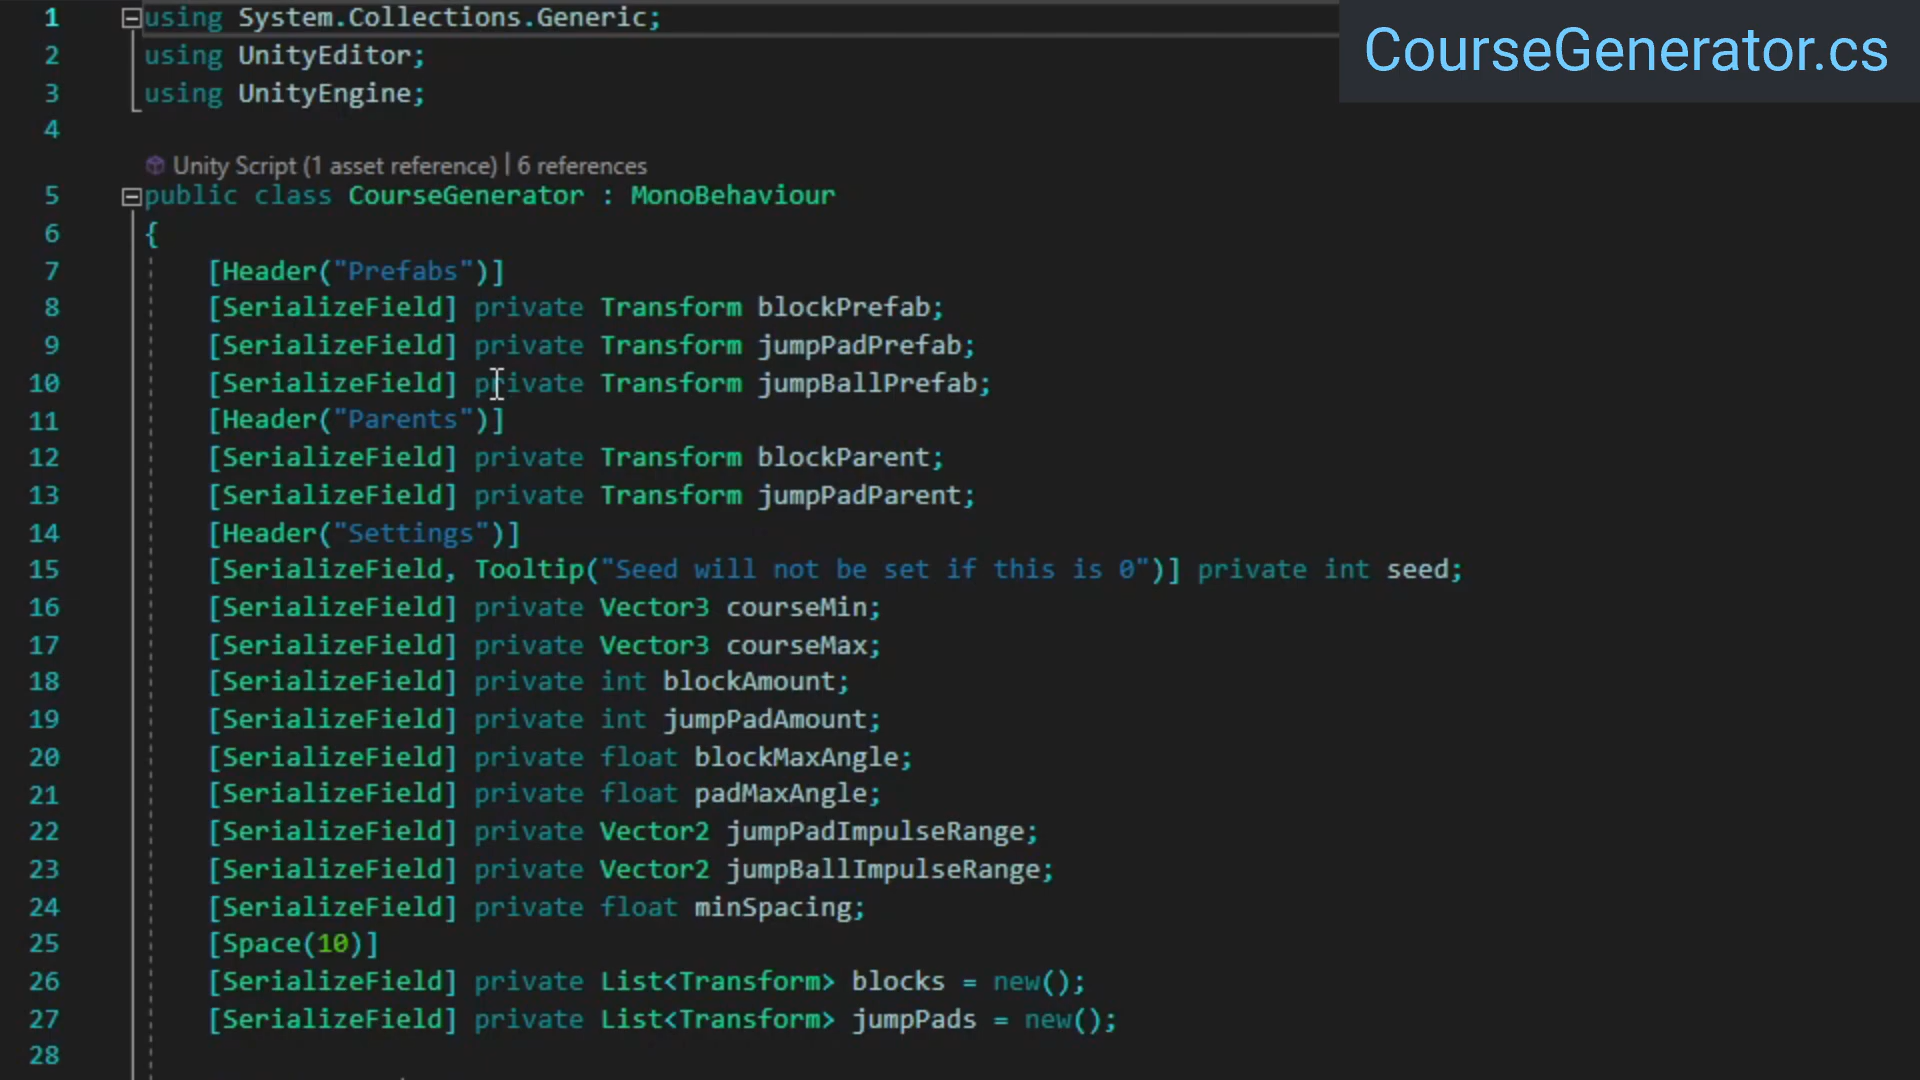 CourseGenerator.cs
1 using System.Collections.Generic;
2 using UnityEditor;
3 using UnityEngine;
4
Unity Script (1 asset reference) | 6 references
5 public class CourseGenerator : MonoBehaviour
6 {
7 [Header("Prefabs")]
8 [SerializeField] private Transform blockPrefab;
9 [SerializeField] private Transform jumpPadPrefab;
10 [SerializeField] private Transform jumpBallPrefab;
11 [Header("Parents")]
12 [SerializeField] private Transform blockParent;
13 [SerializeField] private Transform jumpPadParent;
14 [Header("Settings")]
15 [SerializeField, Tooltip("Seed will not be set if this is 0")] private int seed;
16 [SerializeField] private Vector3 courseMin;
17 [SerializeField] private Vector3 courseMax;
18 [SerializeField] private int blockAmount;
19 [SerializeField] private int jumpPadAmount;
20 [SerializeField] private float blockMaxAngle;
21 [SerializeField] private float padMaxAngle;
22 [SerializeField] private Vector2 jumpPadImpulseRange;
23 [SerializeField] private Vector2 jumpBallImpulseRange;
24 [SerializeField] private float minSpacing;
25 [Space(10)]
26 [SerializeField] private List<Transform> blocks = new();
27 [SerializeField] private List<Transform> jumpPads = new();
28